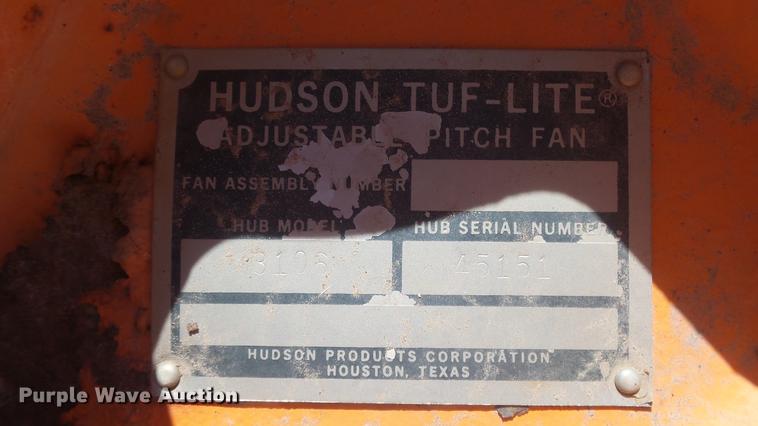 HUDSON TUF-LITE®
ADJUSTABLE PITCH FAN
FAN ASSEMBLY NUMBER
HUB MODEL HUB SERIAL NUMBER
45151
HUDSON PRODUCTS CORPORATION
HOUSTON, TEXAS
Purple Wave Auction